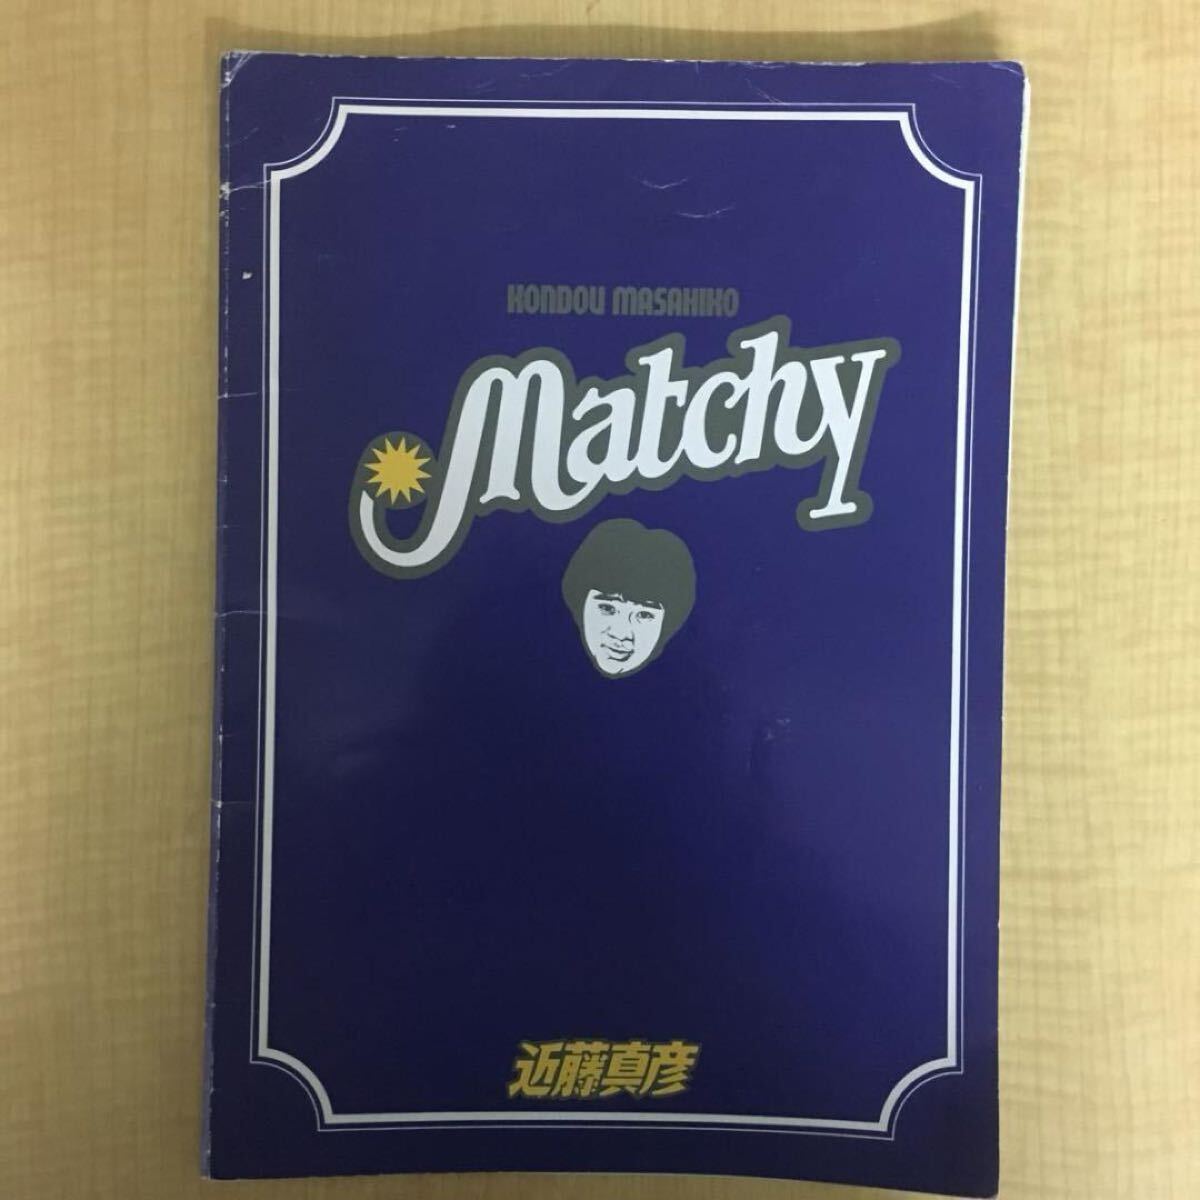 KONDOU MASAHIKO
Matchy
近藤真彦